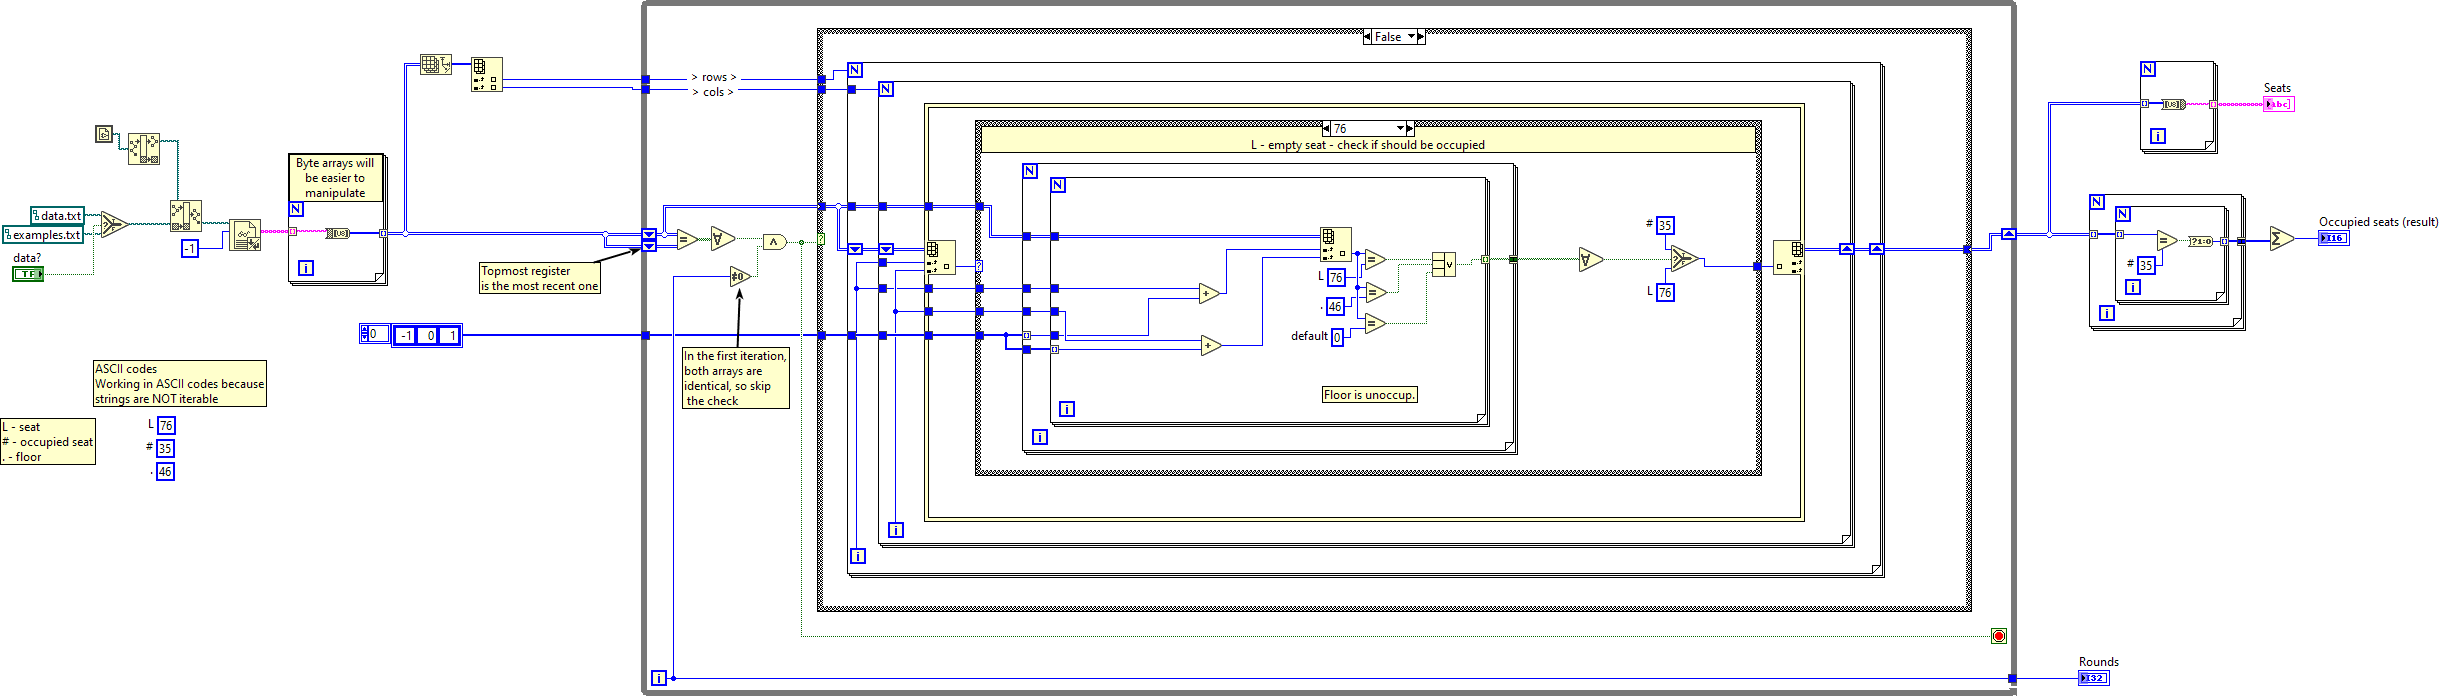 False
N
> rows >
> cols >
N
N
Seats
abc
i
76
L - empty seat - check if should be occupied
Byte arrays will
be easier to
manipulate
N
U8
i
data.txt
examples.txt
-1
data?
TF
N
N
# 35
L 76
. 46
default 0
Floor is unoccup.
i
i
# 35
L 76
i
i
Topmost register
is the most recent one
≠0
0
-1 0 1
In the first iteration,
both arrays are
identical, so skip
the check
ASCII codes
Working in ASCII codes because
strings are NOT iterable
L - seat
# - occupied seat
. - floor
L 76
# 35
. 46
N
N
?1:0
# 35
i
i
Σ
Occupied seats (result)
I16
i
Rounds
I32